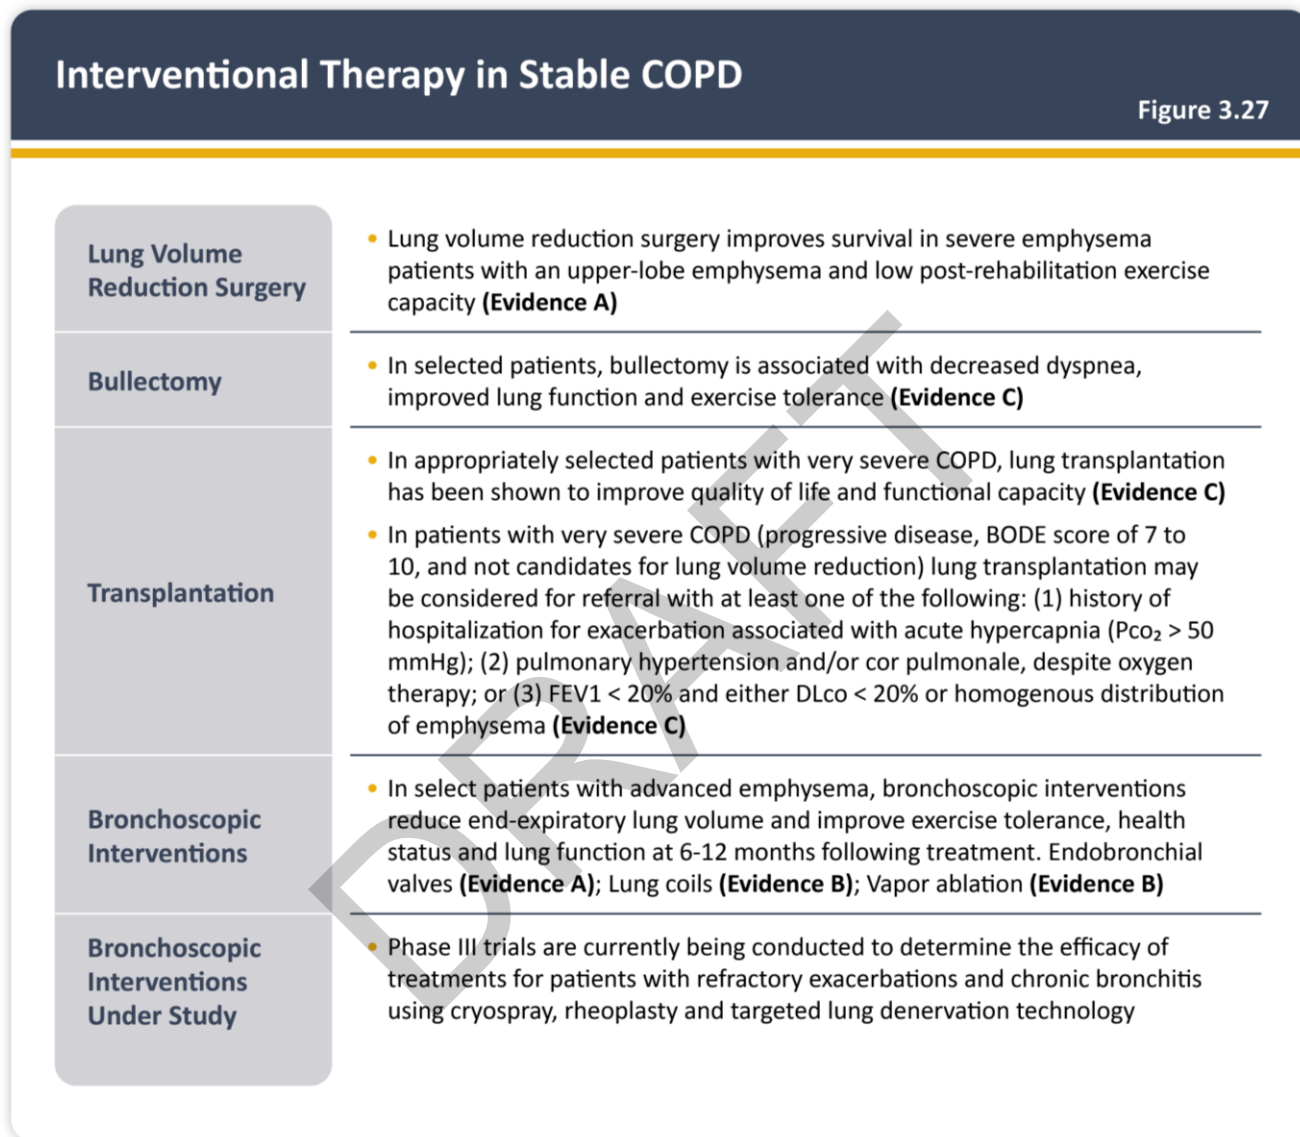 Interventional Therapy in Stable COPD
Figure 3.27
Lung Volume
Reduction Surgery
• Lung volume reduction surgery improves survival in severe emphysema
patients with an upper-lobe emphysema and low post-rehabilitation exercise
capacity (Evidence A)
Bullectomy
• In selected patients, bullectomy is associated with decreased dyspnea,
improved lung function and exercise tolerance (Evidence C)
Transplantation
• In appropriately selected patients with very severe COPD, lung transplantation
has been shown to improve quality of life and functional capacity (Evidence C)
• In patients with very severe COPD (progressive disease, BODE score of 7 to
10, and not candidates for lung volume reduction) lung transplantation may
be considered for referral with at least one of the following: (1) history of
hospitalization for exacerbation associated with acute hypercapnia (Pco₂ > 50
mmHg); (2) pulmonary hypertension and/or cor pulmonale, despite oxygen
therapy; or (3) FEV1 < 20% and either DLco < 20% or homogenous distribution
of emphysema (Evidence C)
Bronchoscopic
Interventions
• In select patients with advanced emphysema, bronchoscopic interventions
reduce end-expiratory lung volume and improve exercise tolerance, health
status and lung function at 6-12 months following treatment. Endobronchial
valves (Evidence A); Lung coils (Evidence B); Vapor ablation (Evidence B)
Bronchoscopic
Interventions
Under Study
• Phase III trials are currently being conducted to determine the efficacy of
treatments for patients with refractory exacerbations and chronic bronchitis
using cryospray, rheoplasty and targeted lung denervation technology
DRAFT